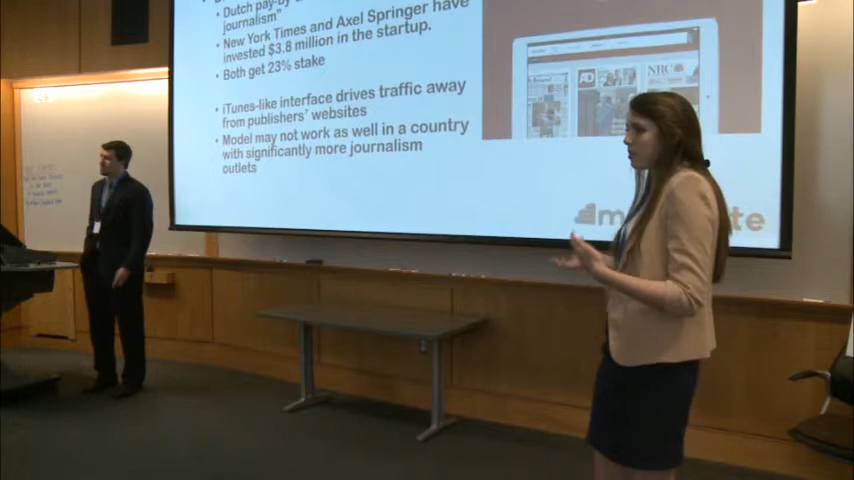 Dutch pay-by
journalism"
New York Times and Axel Springer have
invested $3.8 million in the startup.
Both get 23% stake
iTunes-like interface drives traffic away
from publishers' websites
Model may not work as well in a country
with significantly more journalism
outlets
AD
NRC